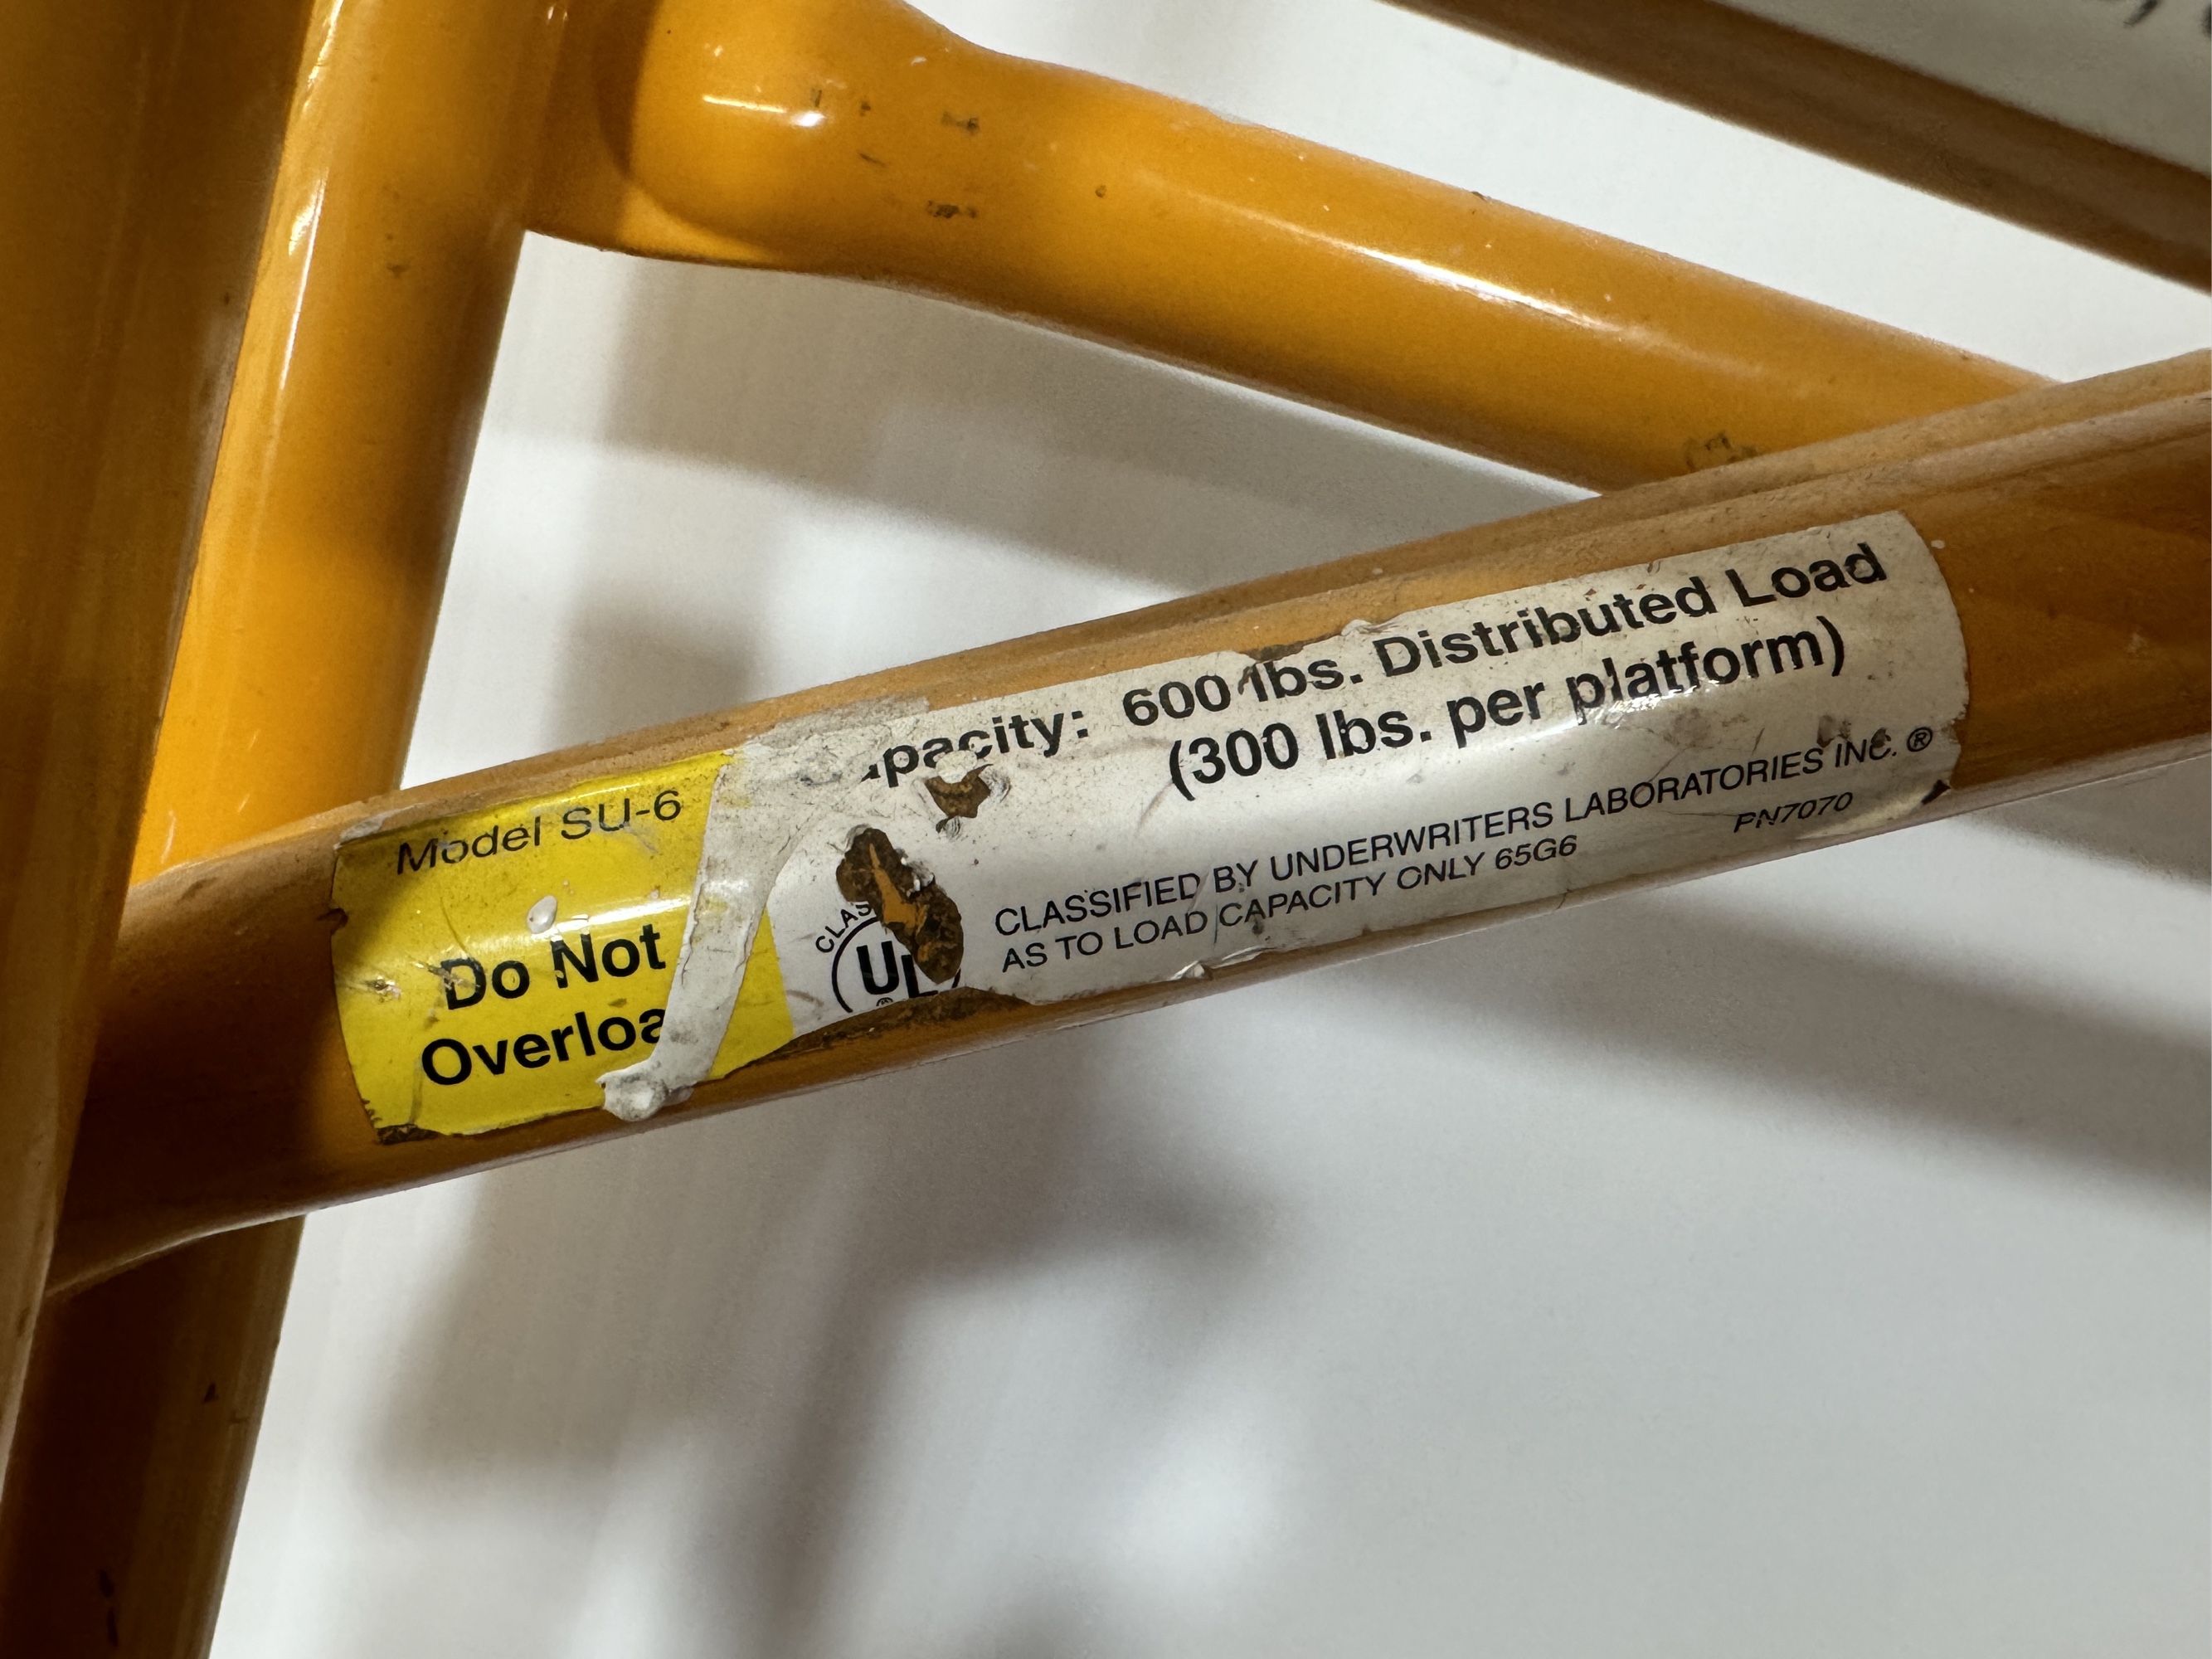 Model SU-6
Do Not
Overloa
pacity: 600 lbs. Distributed Load
(300 lbs. per platform)
CLAS
UL
®
CLASSIFIED BY UNDERWRITERS LABORATORIES INC.®
AS TO LOAD CAPACITY ONLY 65G6
PN7070